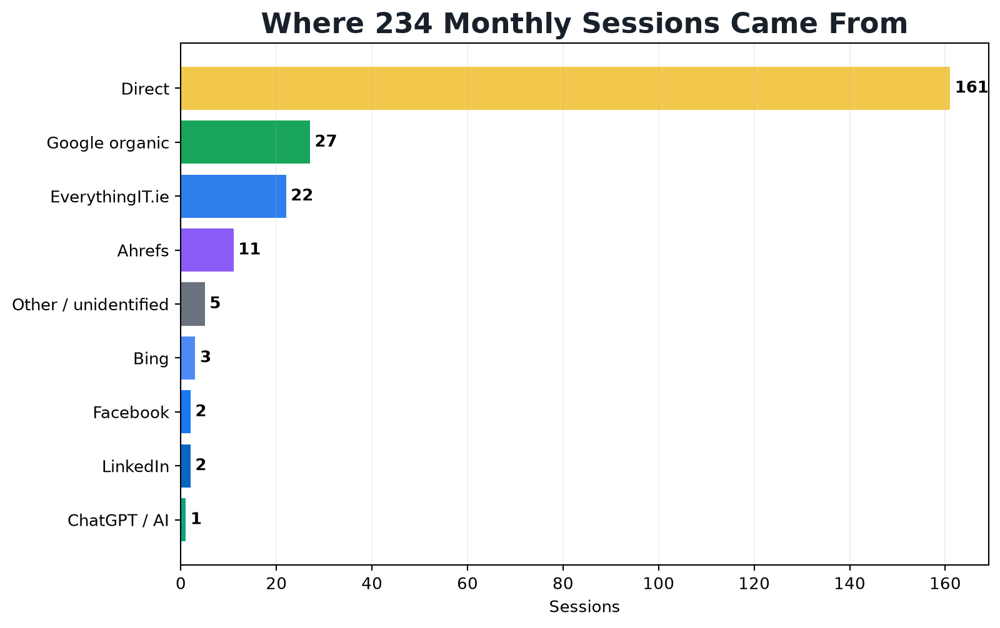 Where 234 Monthly Sessions Came From
Direct 161
Google organic 27
EverythingIT.ie 22
Ahrefs 11
Other / unidentified 5
Bing 3
Facebook 2
LinkedIn 2
ChatGPT / AI 1
0 20 40 60 80 100 120 140 160
Sessions